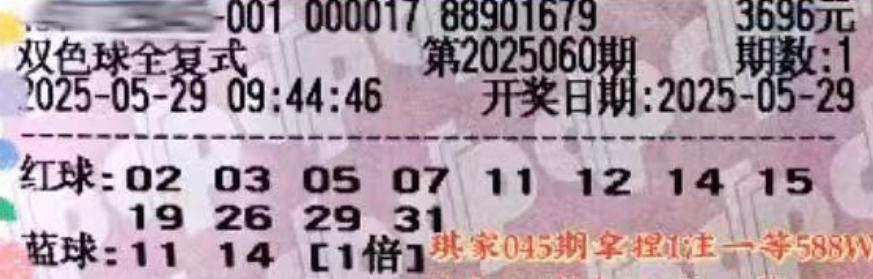 -001 000017 88901679 3696元
双色球全复式 第2025060期 期数:1
2025-05-29 09:44:46 开奖日期:2025-05-29
红球:02 03 05 07 11 12 14 15
19 26 29 31
蓝球:11 14 [1倍]
琪家045期拿捏1注一等588W